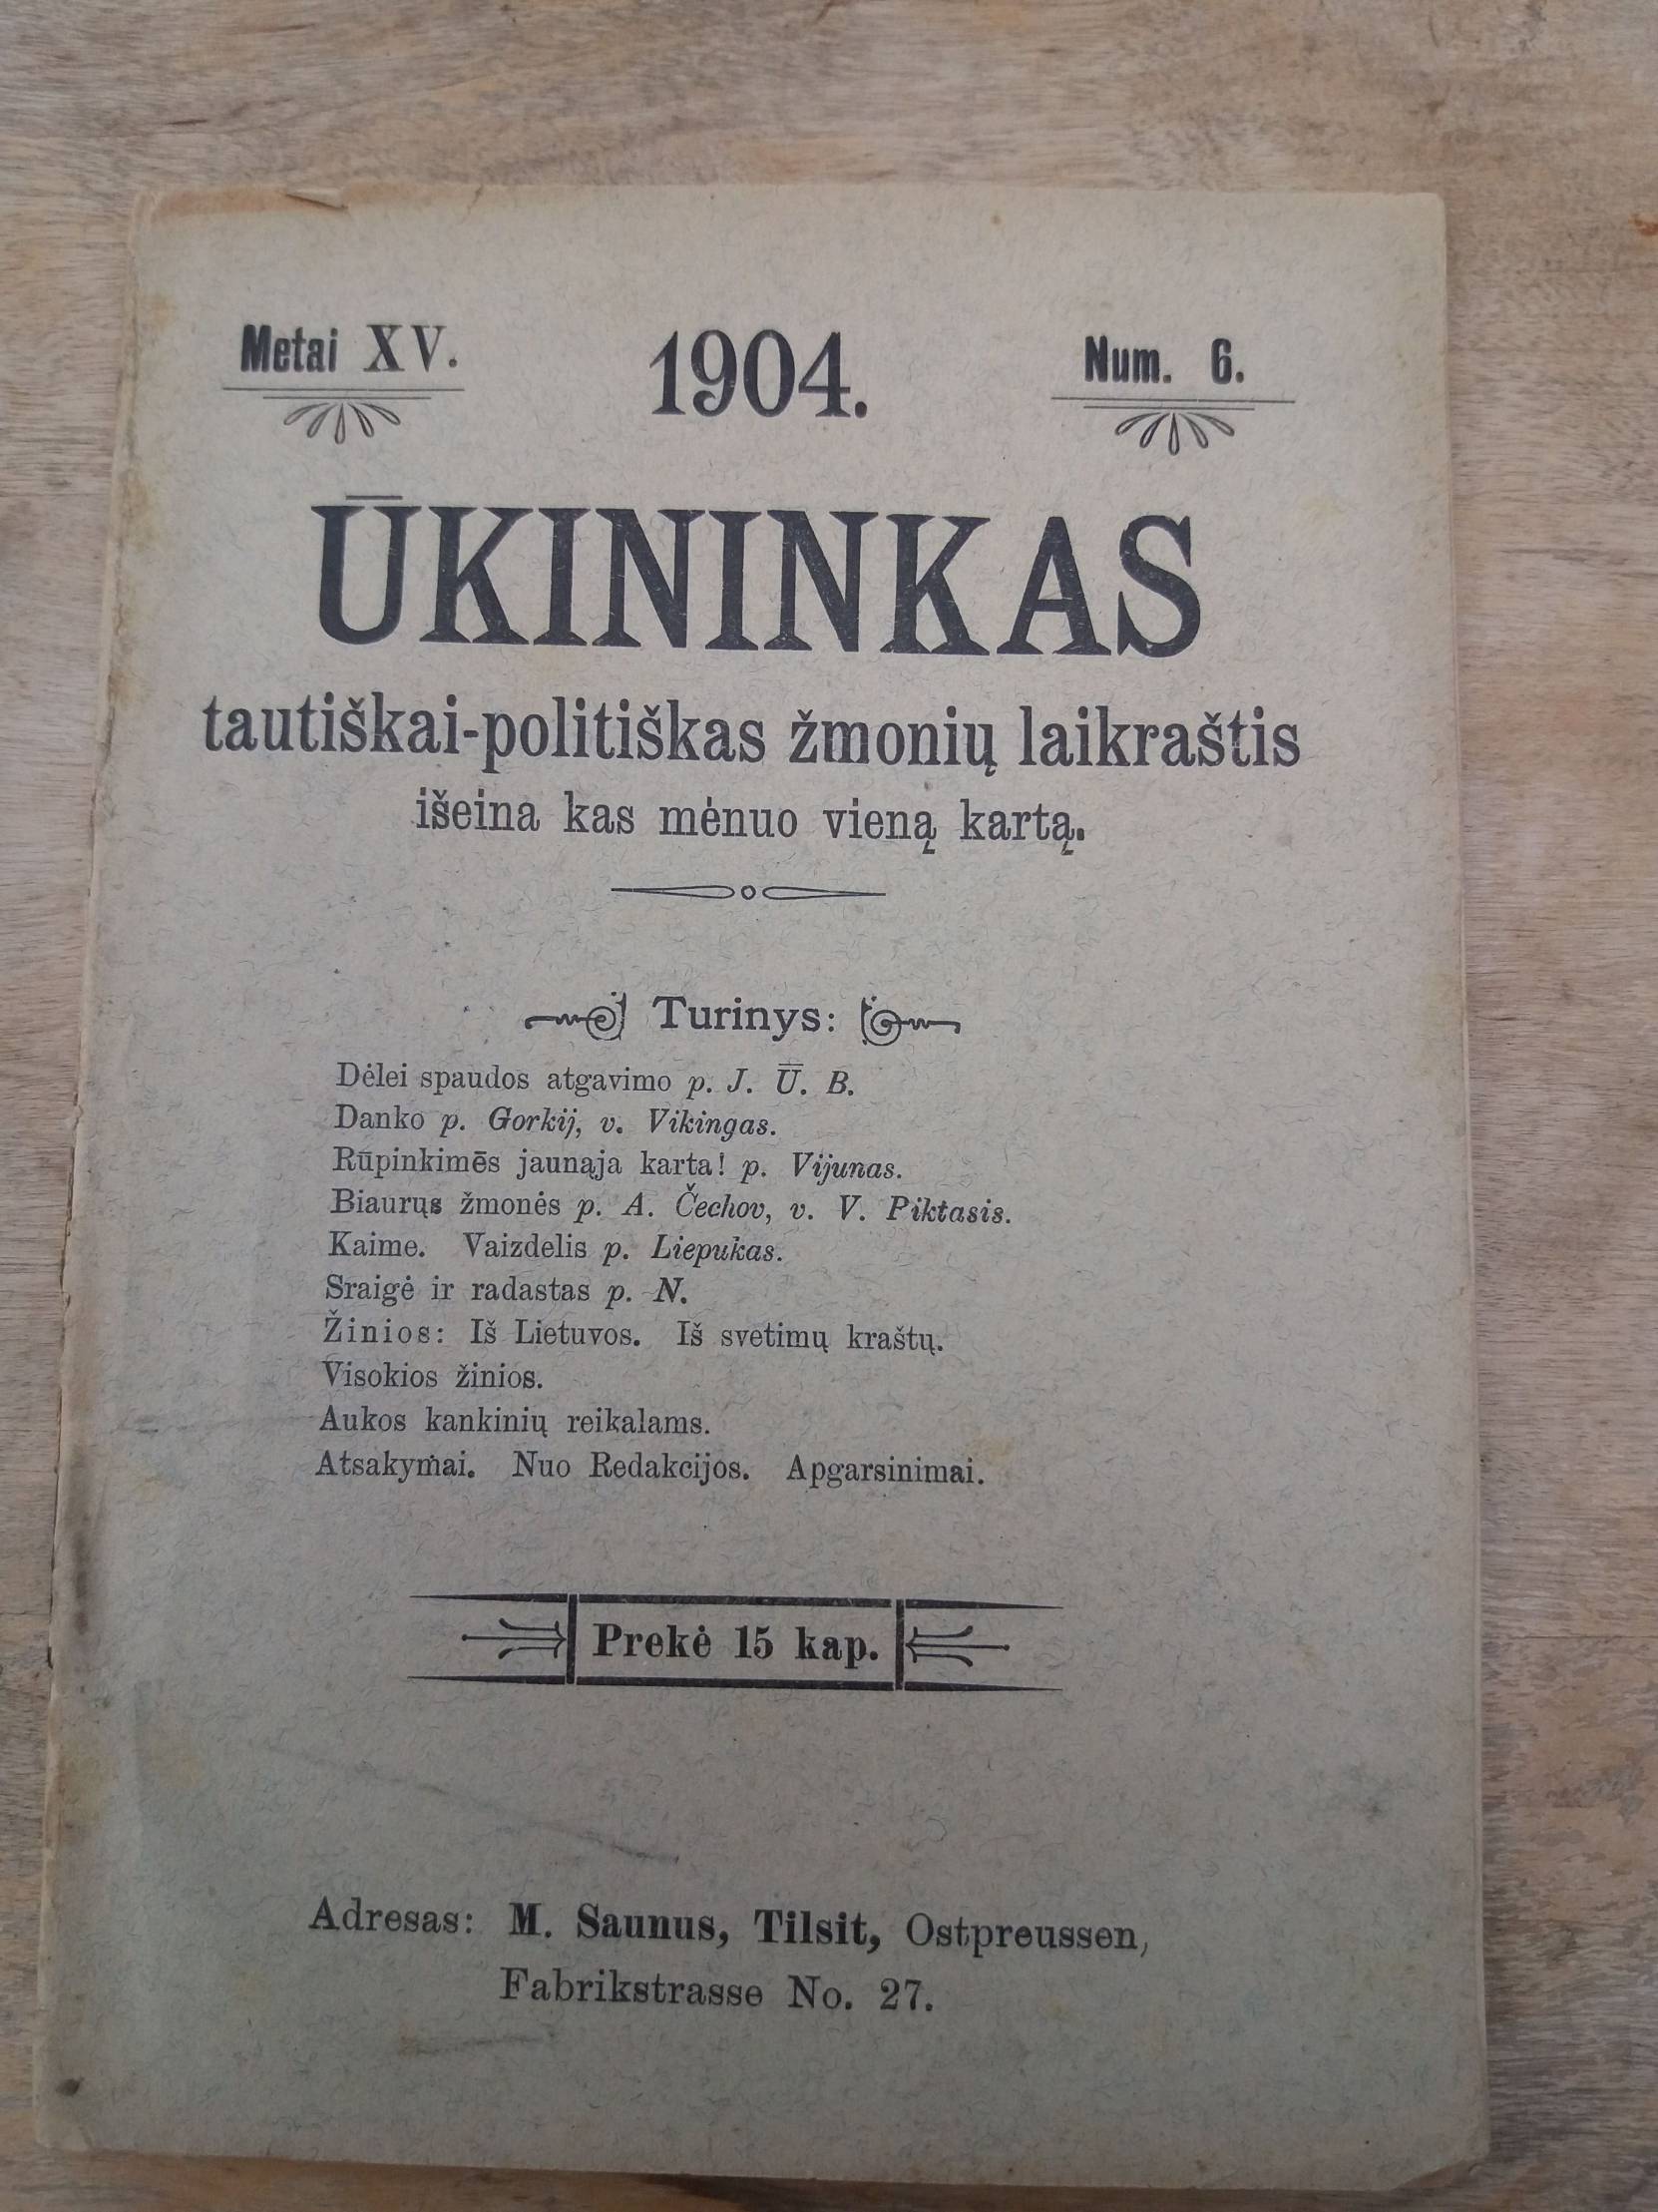 Metai XV. 1904. Num. 6.
ŪKININKAS
tautiškai-politiškas žmonių laikraštis
išeina kas mėnuo vieną kartą.
Turinys:
Dėlei spaudos atgavimo p. J. Ū. B.
Danko p. Gorkij, v. Vikingas.
Rūpinkimēs jaunąja karta! p. Vijunas.
Biaurųs žmonės p. A. Čechov, v. V. Piktasis.
Kaime. Vaizdelis p. Liepukas.
Sraigė ir radastas p. N.
Žinios: Iš Lietuvos. Iš svetimų kraštų.
Visokios žinios.
Aukos kankinių reikalams.
Atsakymai. Nuo Redakcijos. Apgarsinimai.
Prekė 15 kap.
Adresas: M. Saunus, Tilsit, Ostpreussen,
Fabrikstrasse No. 27.